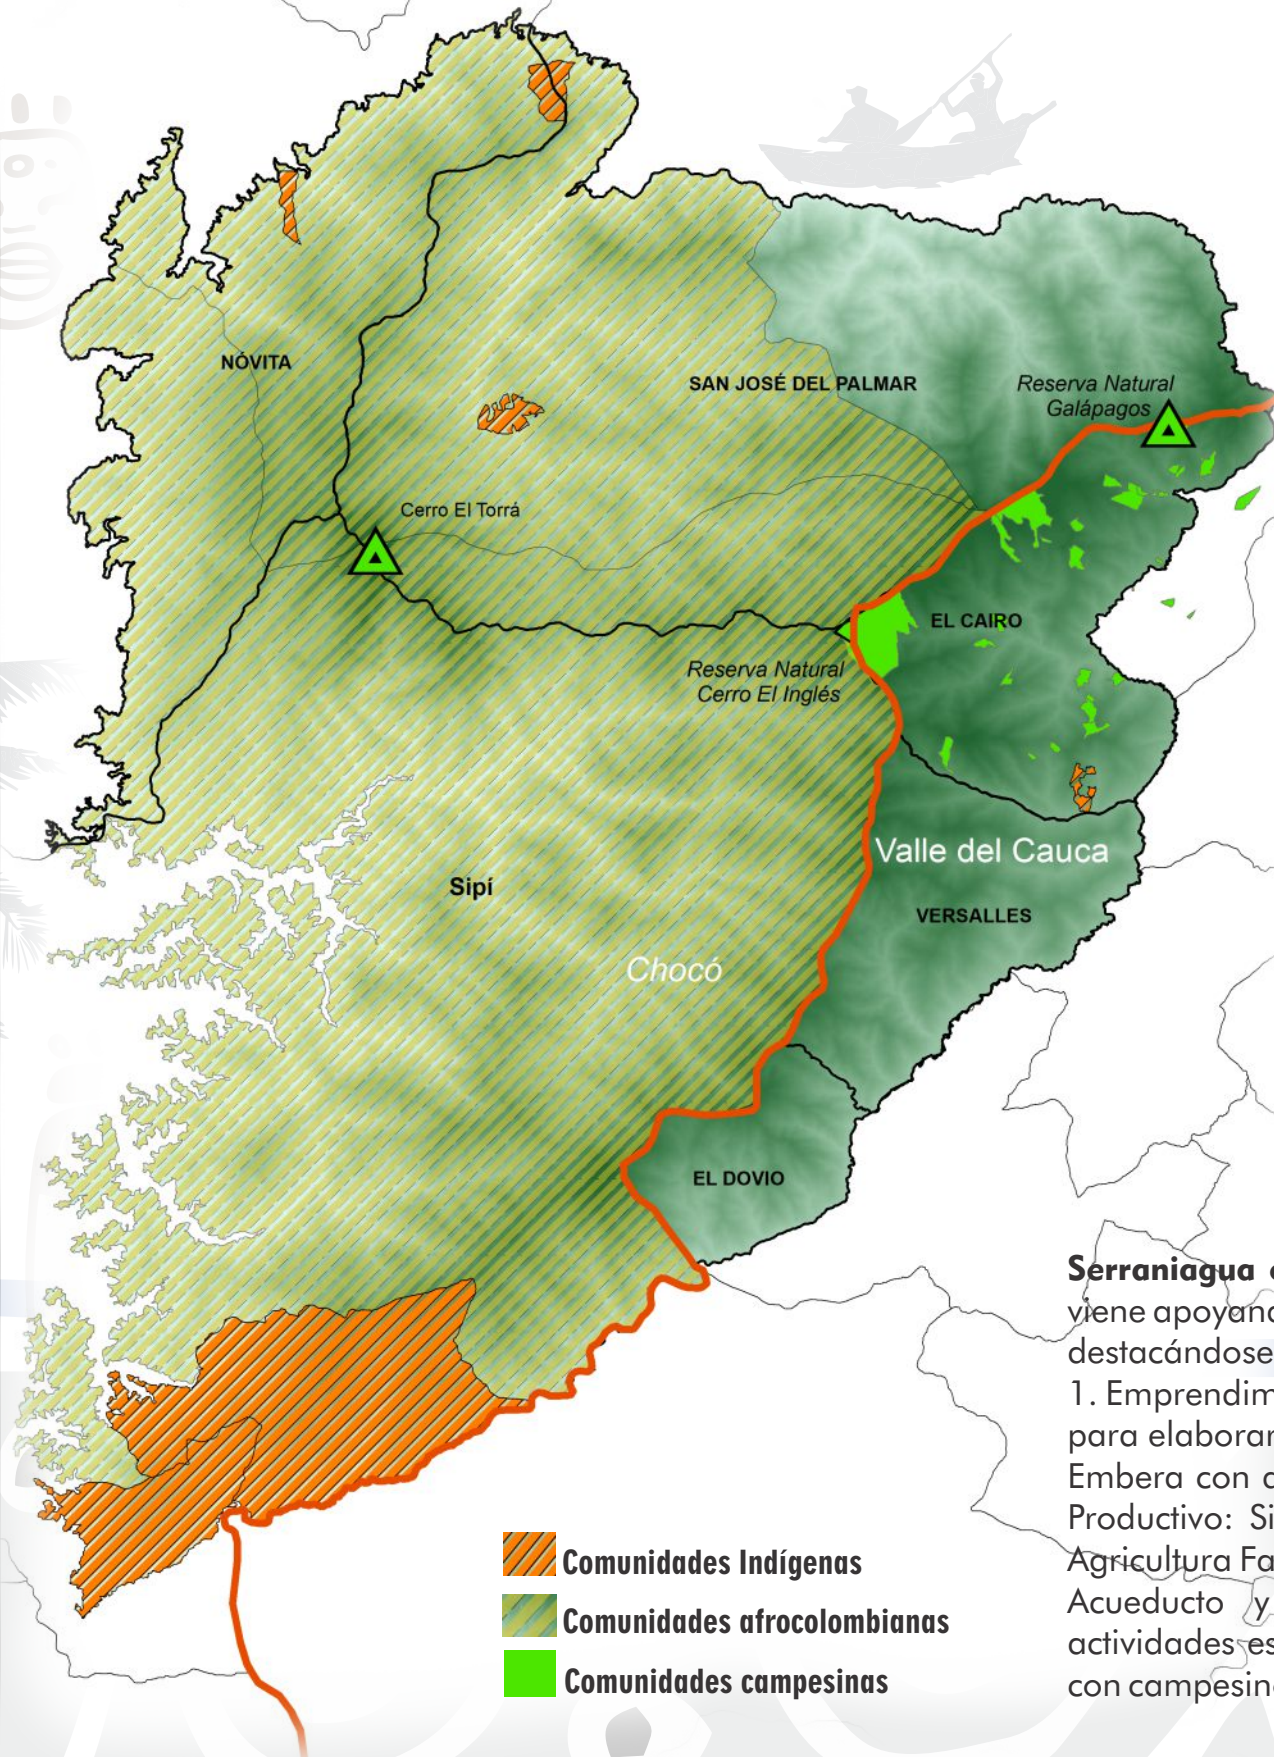 NÓVITA
SAN JOSÉ DEL PALMAR
Reserva Natural
Galápagos
Cerro El Torrá
EL CAIRO
Reserva Natural
Cerro El Inglés
Valle del Cauca
Sipí
VERSALLES
Chocó
EL DOVIO
Serraniagua
viene apoyand
destacándose
1. Emprendim
para elaborar
Embera con
Productivo: Si
Agricultura Fa
Acueducto y
actividades es
con campesin
Comunidades Indígenas
Comunidades afrocolombianas
Comunidades campesinas